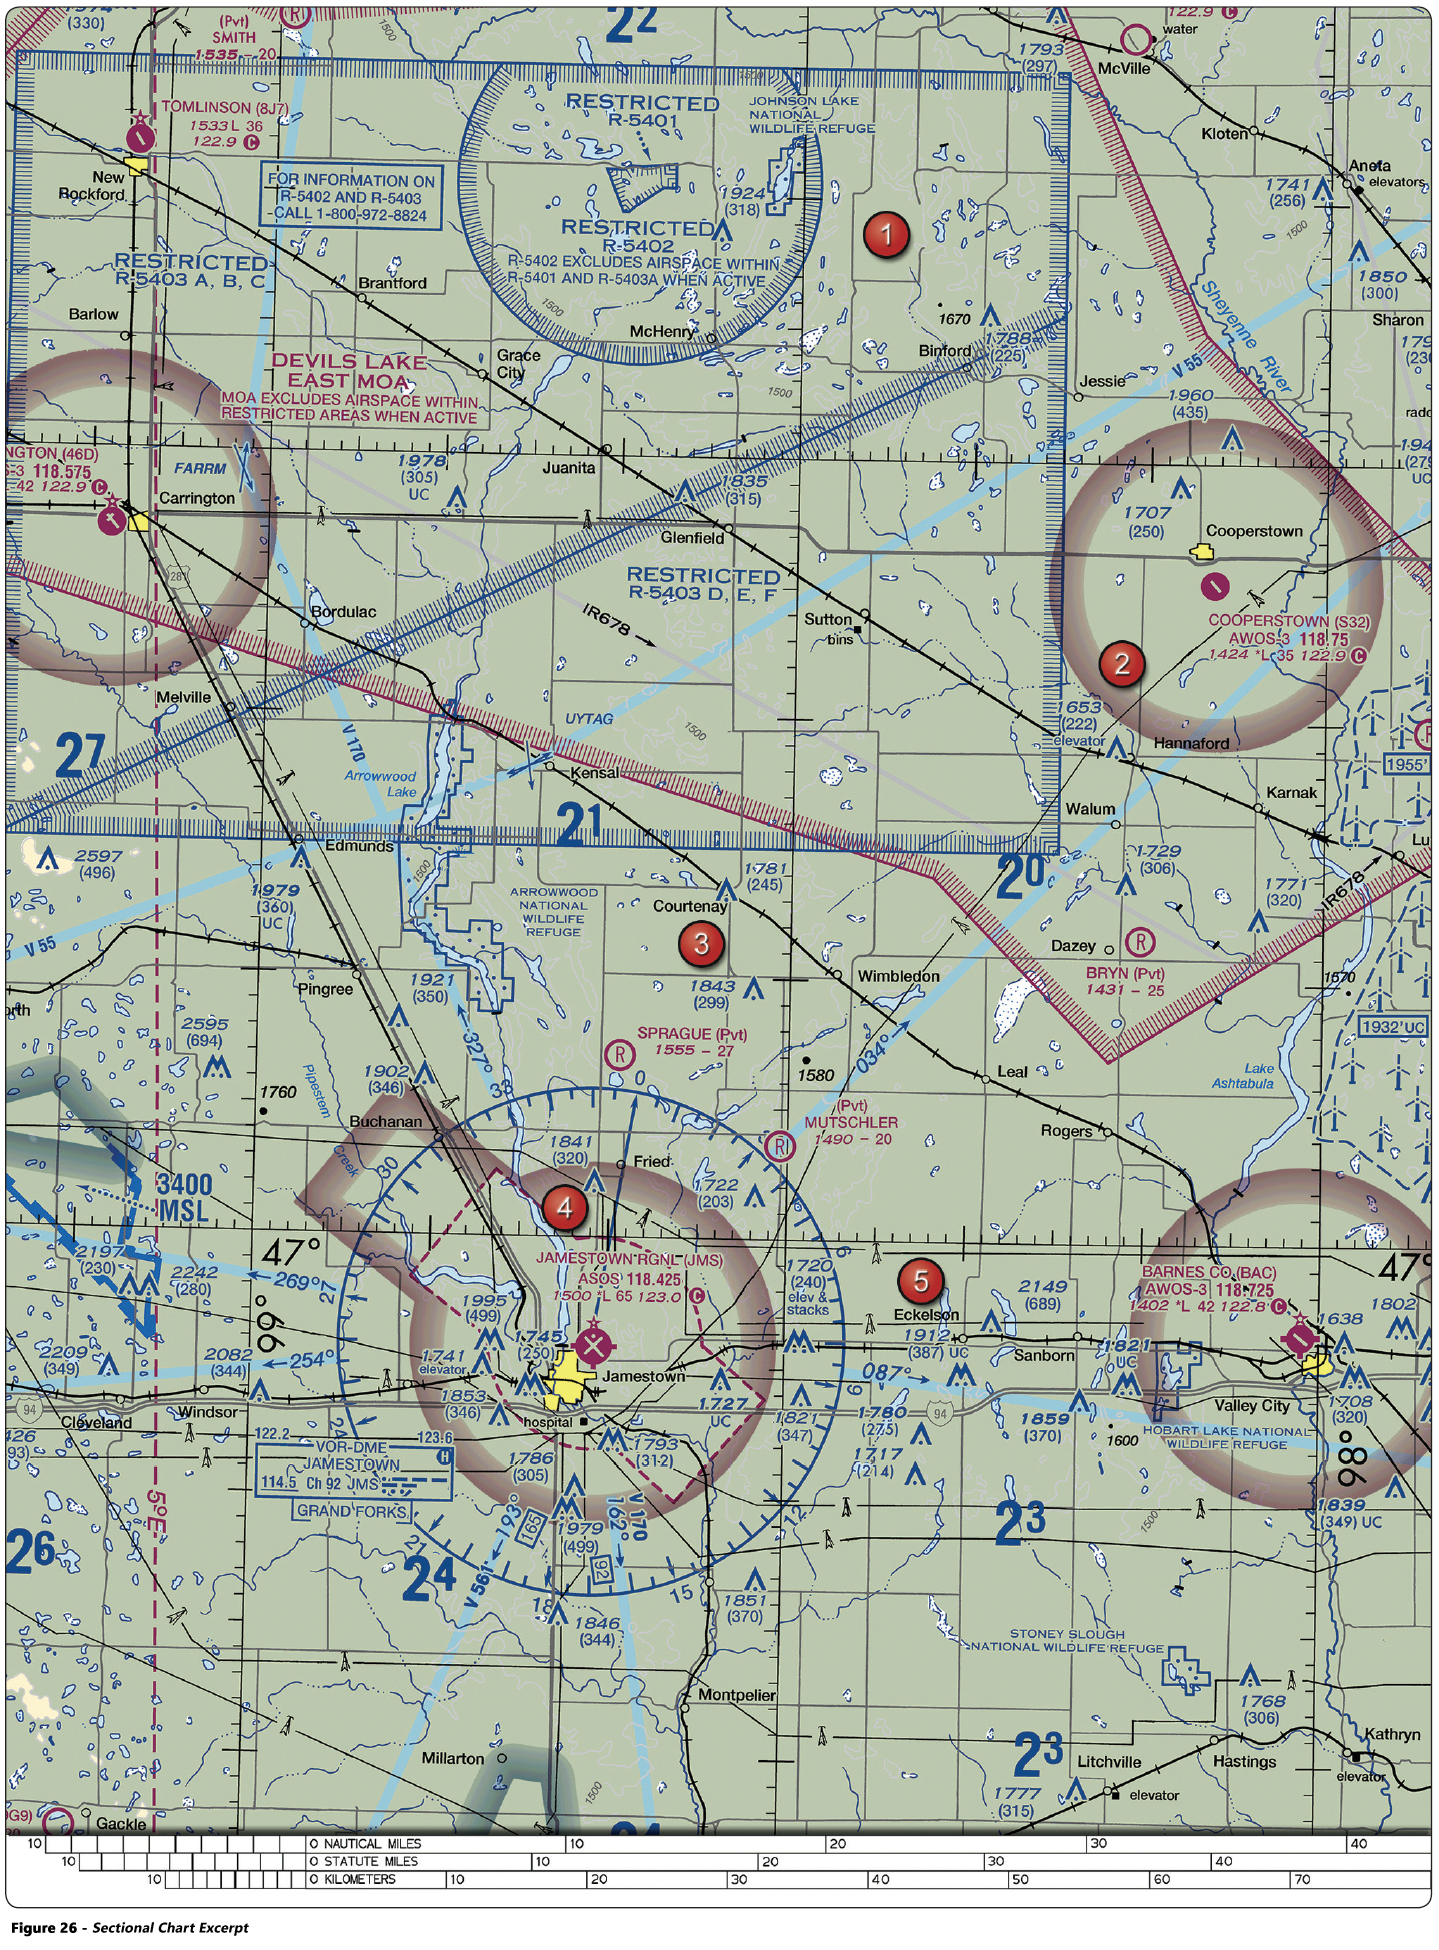 (330)
(Pvt)
SMITH
1535 - 20
R
1500
22
1793
(297)
122.9 C
water
McVille
TOMLINSON (8J7)
1533 L 36
122.9 C
New
Rockford
FOR INFORMATION ON
R-5402 AND R-5403
CALL 1-800-972-8824
RESTRICTED
R-5401
JOHNSON LAKE
NATIONAL
WILDLIFE REFUGE
1924
(318)
RESTRICTED
R-5402
R-5402 EXCLUDES AIRSPACE WITHIN
R-5401 AND R-5403A WHEN ACTIVE
1
Kloten
Aneta
elevators
1741
(256)
1500
1850
(300)
Sharon
RESTRICTED
R-5403 A, B, C
Brantford
Barlow
1500
McHenry
1670
1788
(225)
Binford
Sheyenne River
V 55
Jessie
1960
(435)
DEVILS LAKE
EAST MOA
MOA EXCLUDES AIRSPACE WITHIN
RESTRICTED AREAS WHEN ACTIVE
Grace
City
1500
NGTON (46D)
S-3 118.575
42 122.9 C
FARRM
Carrington
1978
(305)
UC
Juanita
1835
(315)
Glenfield
1707
(250)
Cooperstown
COOPERSTOWN (S32)
AWOS-3 118.75
1424 *L 35 122.9 C
281
Bordulac
RESTRICTED
R-5403 D, E, F
IR678
Sutton
bins
2
Melville
UYTAG
1500
1653
(222)
elevator
Hannaford
27
V 170
Arrowwood
Lake
Kensal
21
1955'
Karnak
Walum
Lu
2597
(496)
Edmunds
1979
(360)
UC
1500
ARROWWOOD
NATIONAL
WILDLIFE
REFUGE
1781
(245)
Courtenay
20
1729
(306)
1771
(320)
IR678
V 55
3
Dazey
R
BRYN (Pvt)
1431 - 25
Pingree
1921
(350)
1843
(299)
Wimbledon
1570
orth
2595
(694)
327°
SPRAGUE (Pvt)
1555 - 27
R
034°
1932'UC
1902
(346)
1760
Pipestem
Creek
1580
Leal
Lake
Ashtabula
Buchanan
33
0
(Pvt)
MUTSCHLER
1490 - 20
R
Rogers
30
1841
(320)
Fried
1722
(203)
3400
MSL
4
47°
2197
(230)
2242
(280)
269°
27
JAMESTOWN RGNL (JMS)
ASOS 118.425
1500 *L 65 123.0 C
6
1720
(240)
elev &
stacks
5
Eckelson
2149
(689)
BARNES CO (BAC)
AWOS-3 118.725
1402 *L 42 122.8 C
47°
99°
1995
(499)
1745
(250)
1912
(387) UC
1638
1802
2209
(349)
2082
(344)
254°
1741
elevator
Jamestown
9
087°
Sanborn
1821
UC
94
Cleveland
Windsor
1853
(346)
hospital
1727
UC
1821
(347)
1780
(275)
94
1859
(370)
Valley City
1708
(320)
426
93)
24
122.2
123.6
H
VOR-DME
JAMESTOWN
114.5 Ch 92 JMS
GRAND FORKS
1786
(305)
1793
(312)
1717
(214)
1600
HOBART LAKE NATIONAL
WILDLIFE REFUGE
98°
5°E
193°
165
1979
(499)
V 170
162°
92
12
23
1500
1839
(349) UC
26
21
24
V 561
18
15
1851
(370)
1846
(344)
STONEY SLOUGH
NATIONAL WILDLIFE REFUGE
1768
(306)
Montpelier
Millarton
23
Kathryn
Hastings
Litchville
1777
(315)
elevator
elevator
1500
OG9)
Gackle
10 0 NAUTICAL MILES 10 20 30 40
10 0 STATUTE MILES 10 20 30 40
10 0 KILOMETERS 10 20 30 40 50 60 70
Figure 26 - Sectional Chart Excerpt